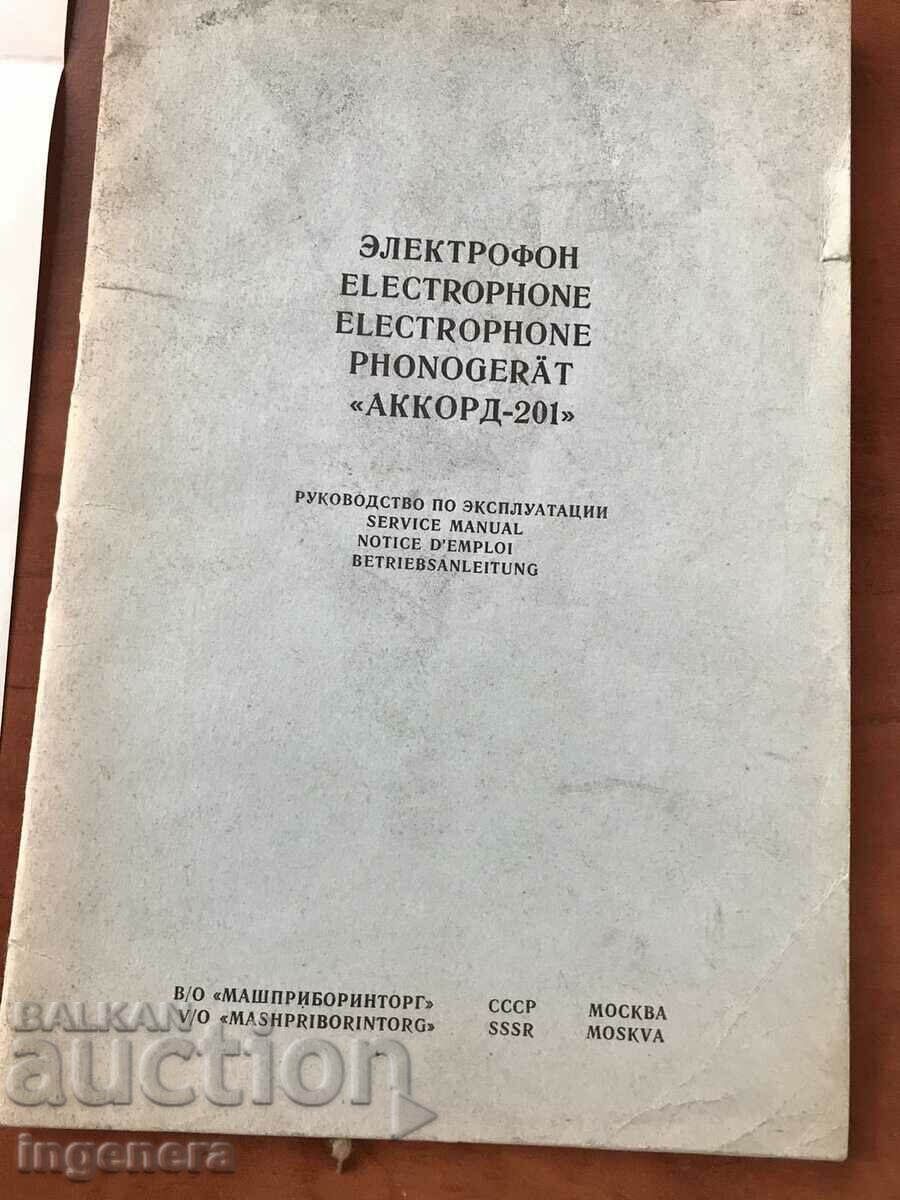 ЭЛЕКТРОФОН
ELECTROPHONE
ELECTROPHONE
PHONOGERÄT
«АККОРД-201»
РУКОВОДСТВО ПО ЭКСПЛУАТАЦИИ
SERVICE MANUAL
NOTICE D'EMPLOI
BETRIEBSANLEITUNG
В/О «МАШПРИБОРИНТОРГ» СССР МОСКВА
V/O «MASHPRIBORINTORG» SSSR MOSKVA
BALKAN
auction
ingenera